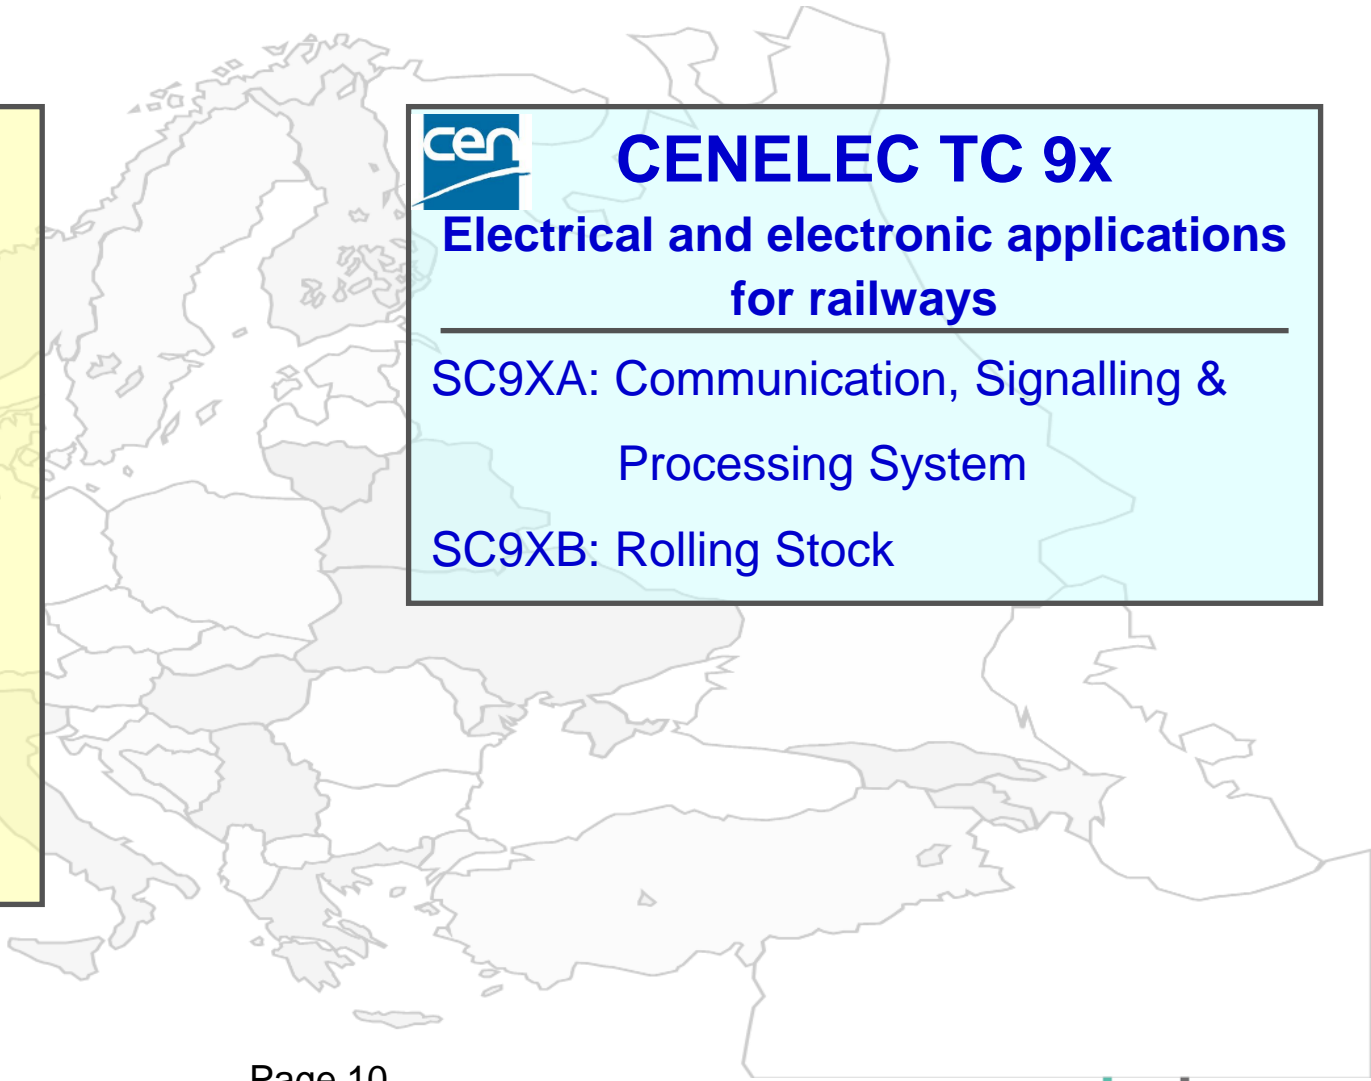 cen
CENELEC TC 9x
Electrical and electronic applications
for railways
SC9XA: Communication, Signalling &
Processing System
SC9XB: Rolling Stock
Page 10